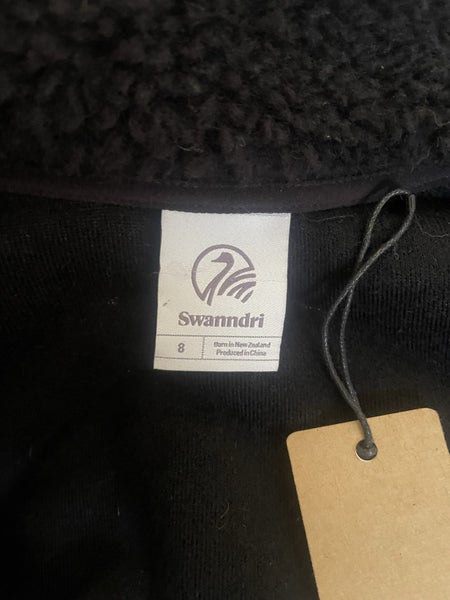 Swanndri
8
Born in New Zealand
Produced in China